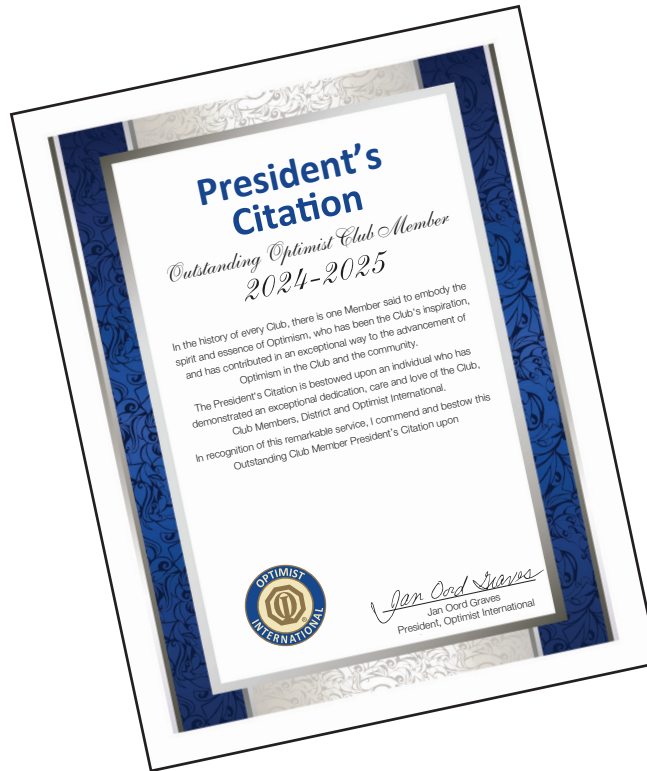 President's
Citation
Outstanding Optimist Club Member
2024-2025
In the history of every Club, there is one Member said to embody the
spirit and essence of Optimism, who has been the Club's inspiration,
and has contributed in an exceptional way to the advancement of
Optimism in the Club and the community.
The President's Citation is bestowed upon an individual who has
demonstrated an exceptional dedication, care and love of the Club,
Club Members, District and Optimist International.
In recognition of this remarkable service, I commend and bestow this
Outstanding Club Member President's Citation upon
OPTIMIST
INTERNATIONAL
®
Jan Oord Graves
Jan Oord Graves
President, Optimist International